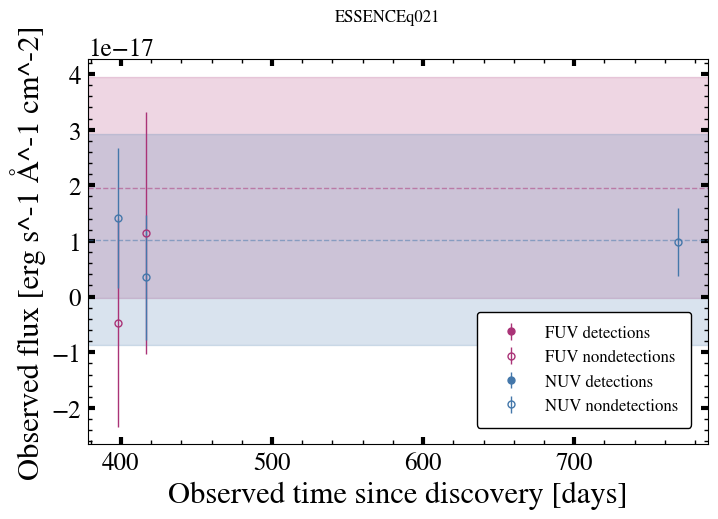 ESSENCEq021
1e−17
Observed flux [erg s^-1 Å^-1 cm^-2]
4
3
2
1
0
−1
−2
FUV detections
FUV nondetections
NUV detections
NUV nondetections
400
500
600
700
Observed time since discovery [days]